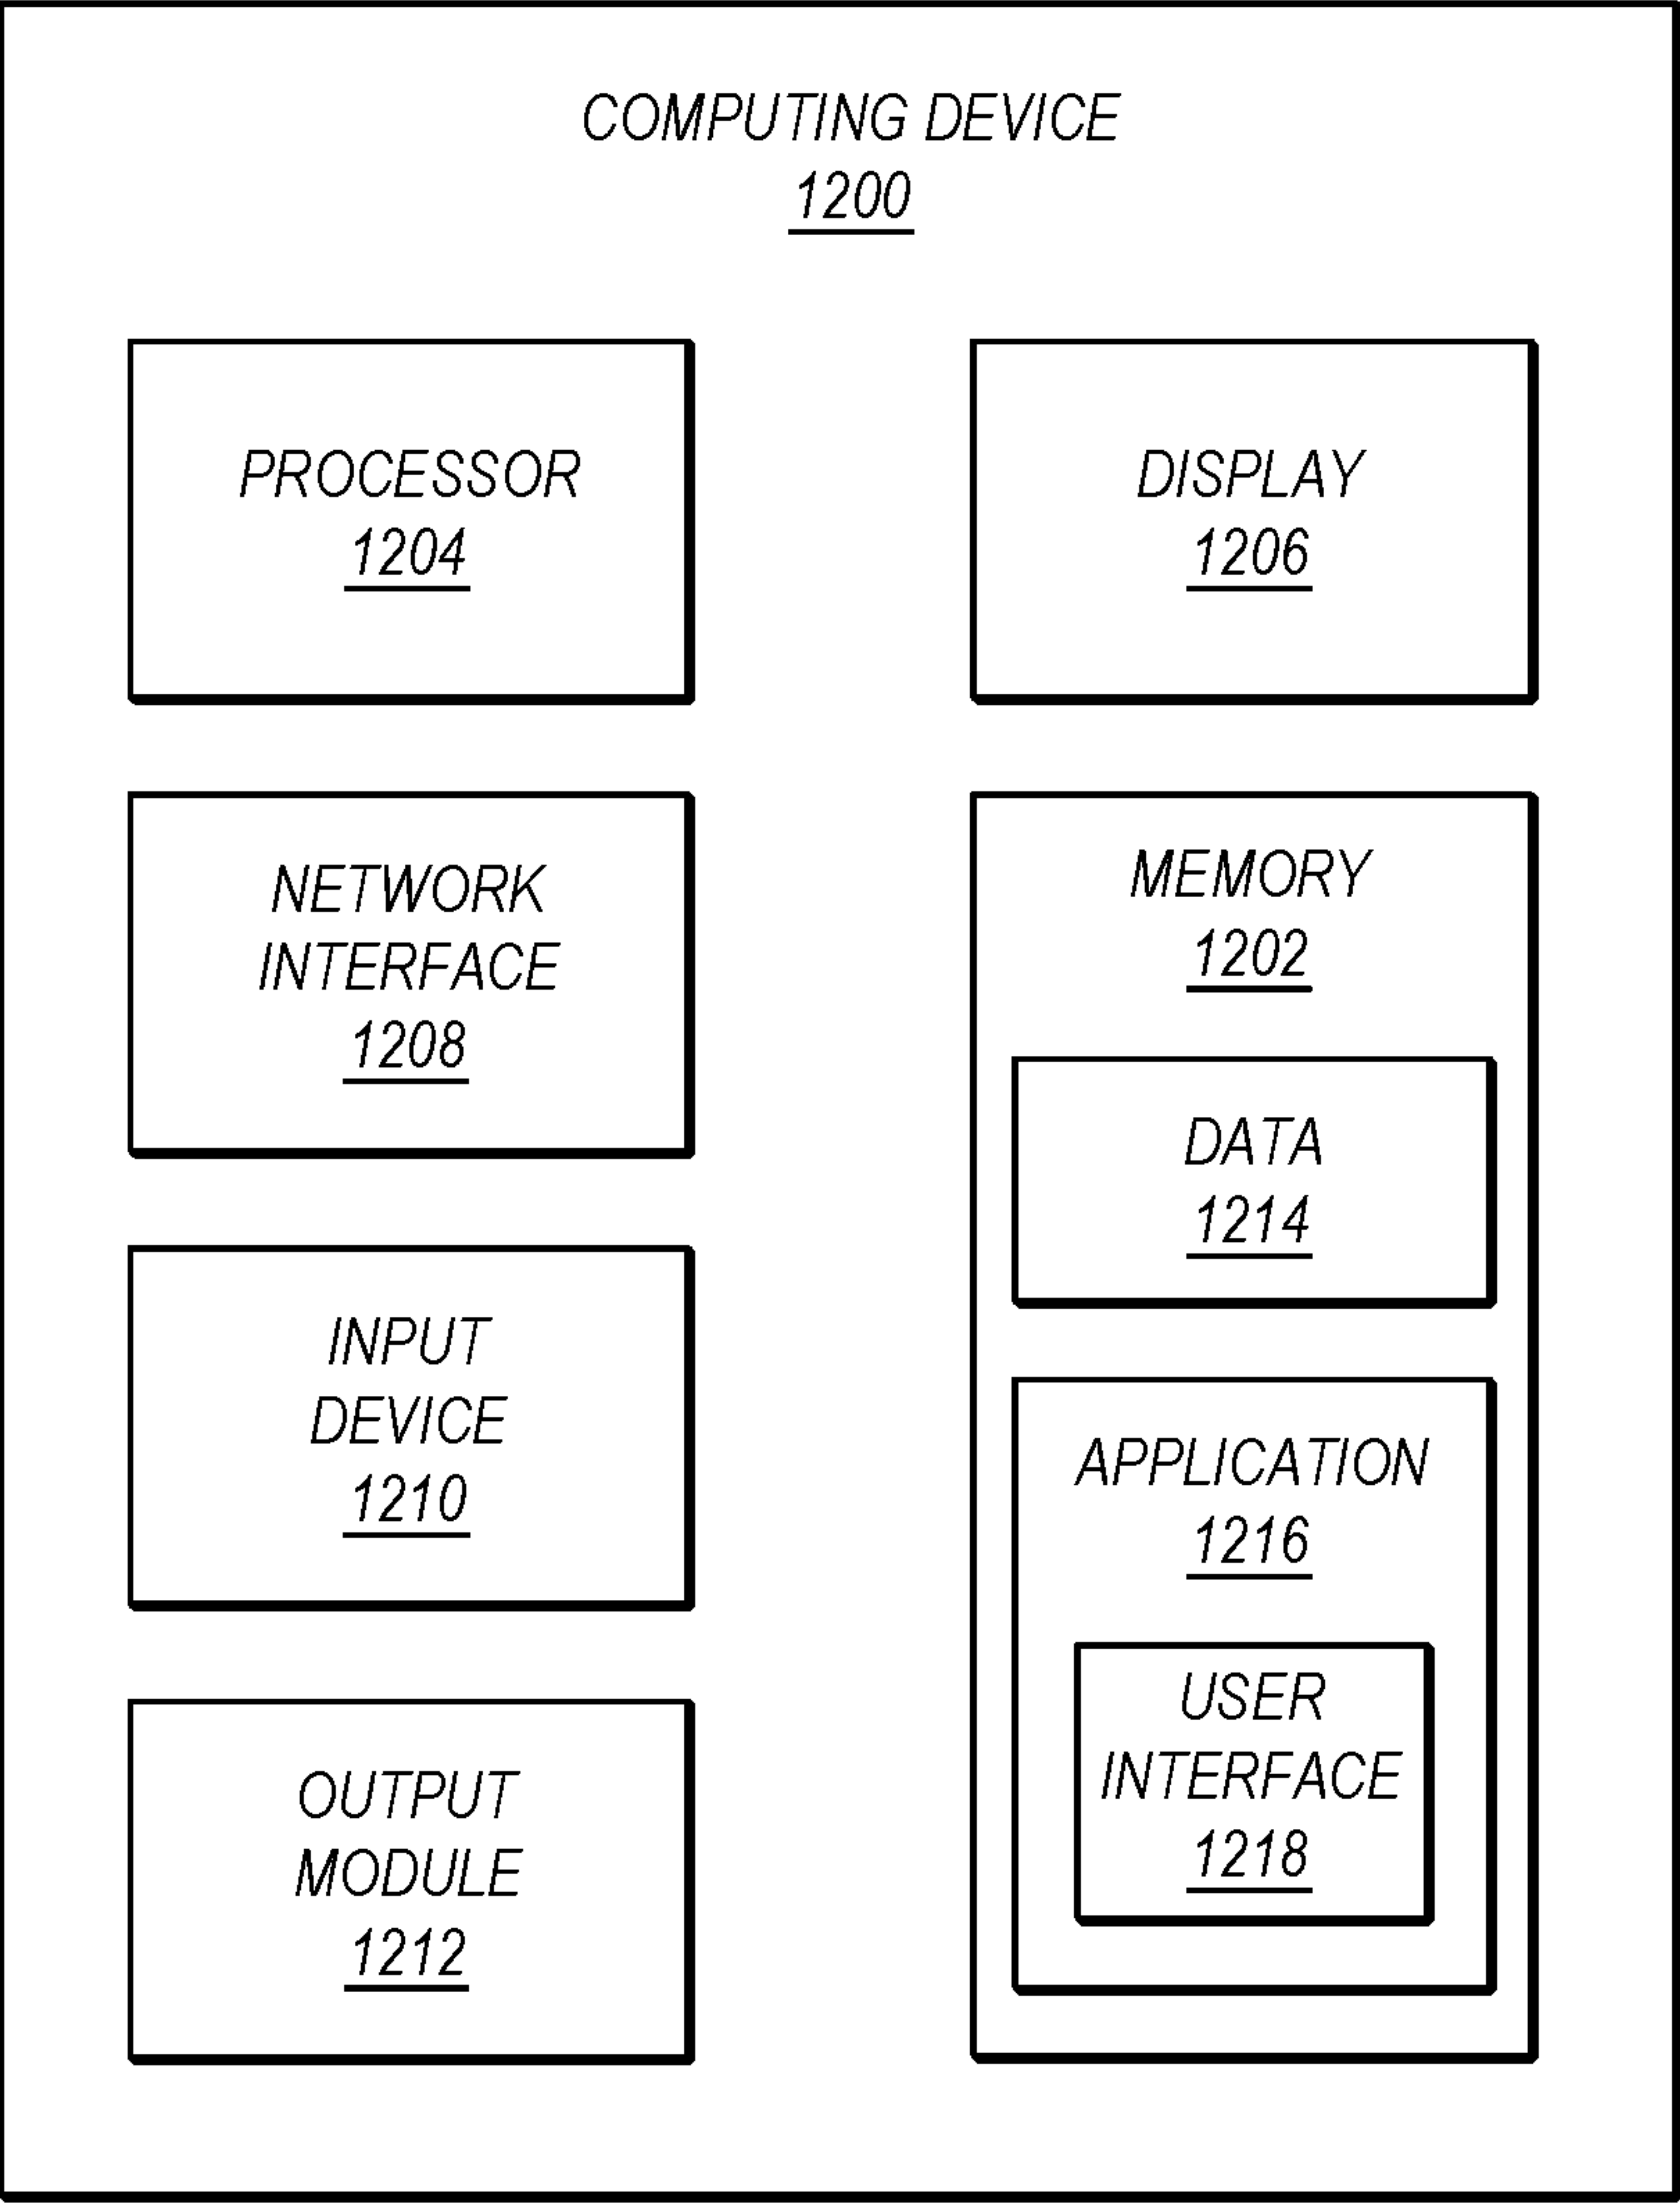 COMPUTING DEVICE
1200
PROCESSOR
1204
DISPLAY
1206
NETWORK
INTERFACE
1208
INPUT
DEVICE
1210
OUTPUT
MODULE
1212
MEMORY
1202
DATA
1214
APPLICATION
1216
USER
INTERFACE
1218